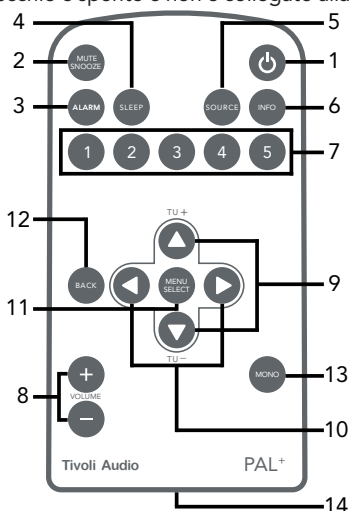 è spento e non è collegato alla
4 5
2 MUTE SNOOZE 1
3 ALARM SLEEP SOURCE INFO 6
1 2 3 4 5 7
TU +
12
9
BACK MENU SELECT
11
TU −
MONO 13
8 + VOLUME −
10
Tivoli Audio PAL+
14